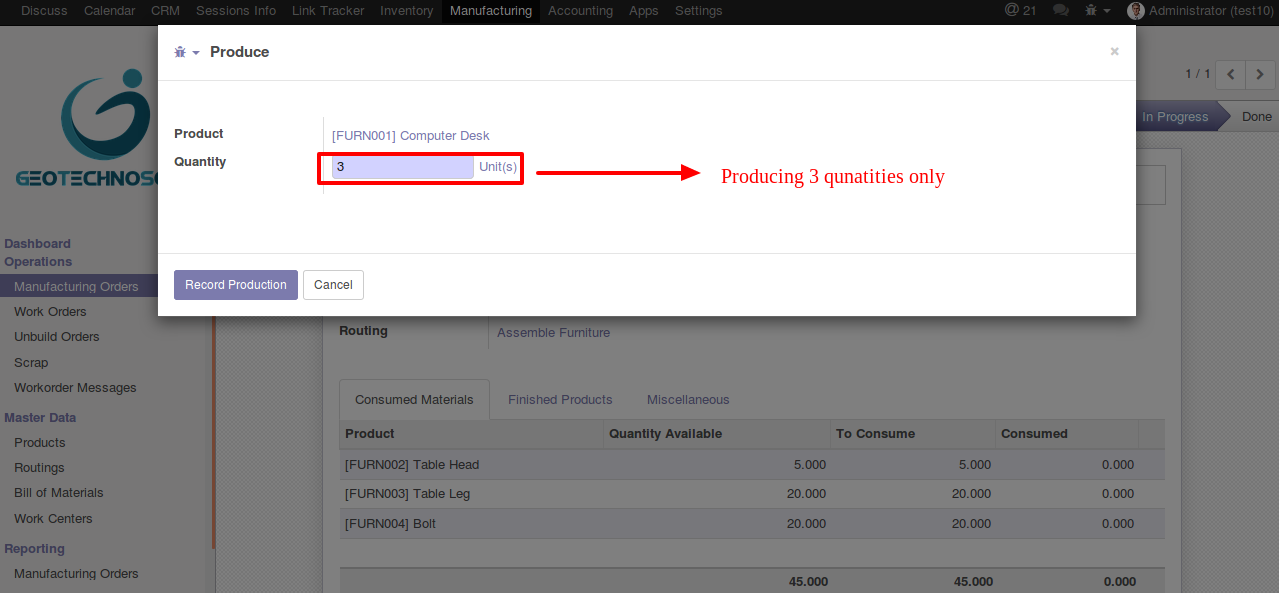 Discuss Calendar CRM Sessions Info Link Tracker Inventory Manufacturing Accounting Apps Settings @ 21 Administrator (test10)
Produce ×
1 / 1
In Progress Done
Product [FURN001] Computer Desk
Quantity 3 Unit(s)
Producing 3 qunatities only
Record Production Cancel
Dashboard
Operations
Manufacturing Orders
Work Orders
Unbuild Orders
Scrap
Workorder Messages
Master Data
Products
Routings
Bill of Materials
Work Centers
Reporting
Manufacturing Orders
Routing Assemble Furniture
Consumed Materials Finished Products Miscellaneous
Product Quantity Available To Consume Consumed
[FURN002] Table Head 5.000 5.000 0.000
[FURN003] Table Leg 20.000 20.000 0.000
[FURN004] Bolt 20.000 20.000 0.000
45.000 45.000 0.000